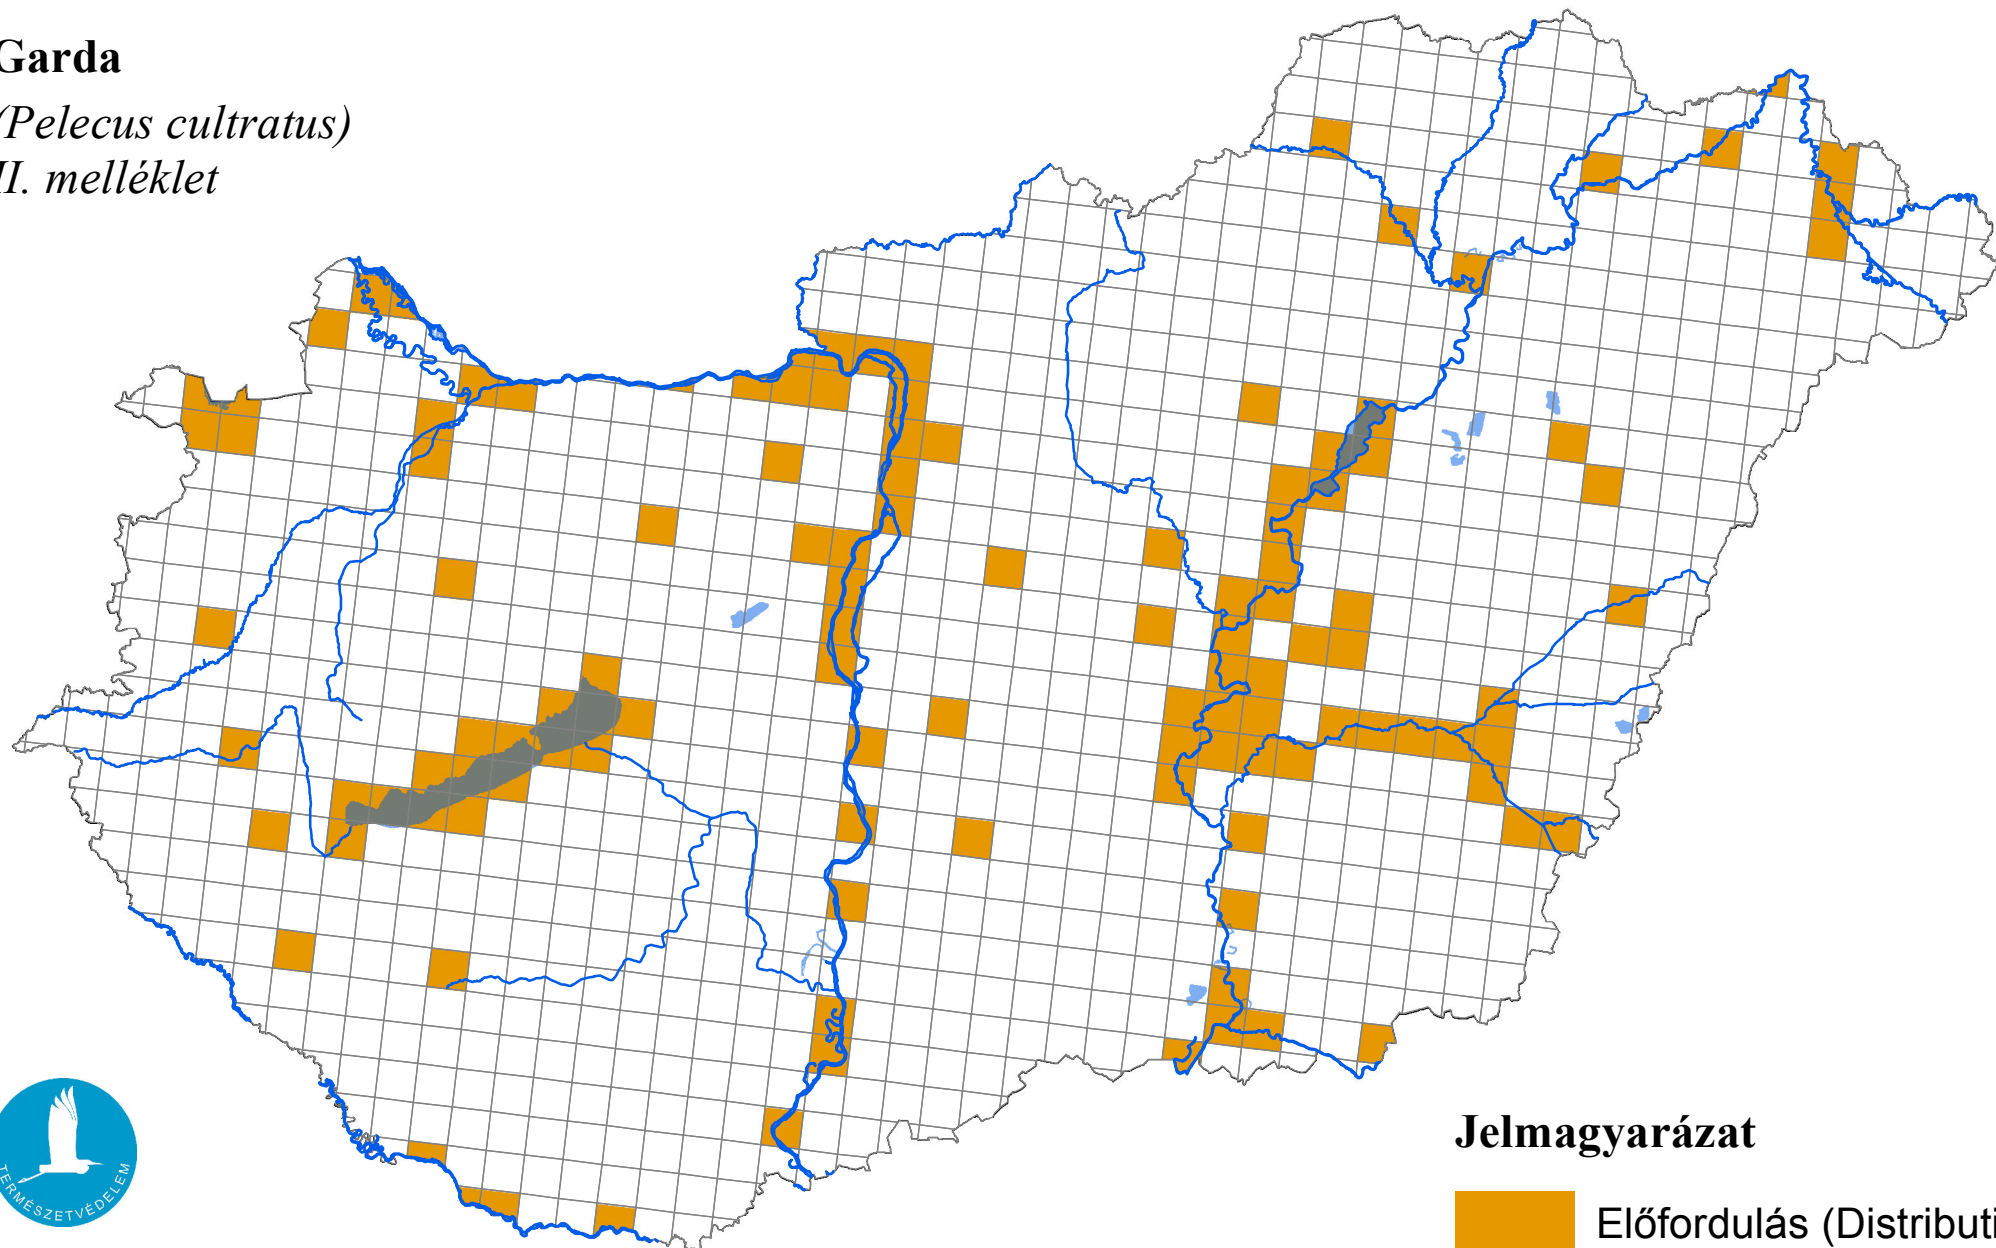 Garda
(Pelecus cultratus)
II. melléklet
TERMÉSZETVÉDELEM
Jelmagyarázat
Előfordulás (Distributi